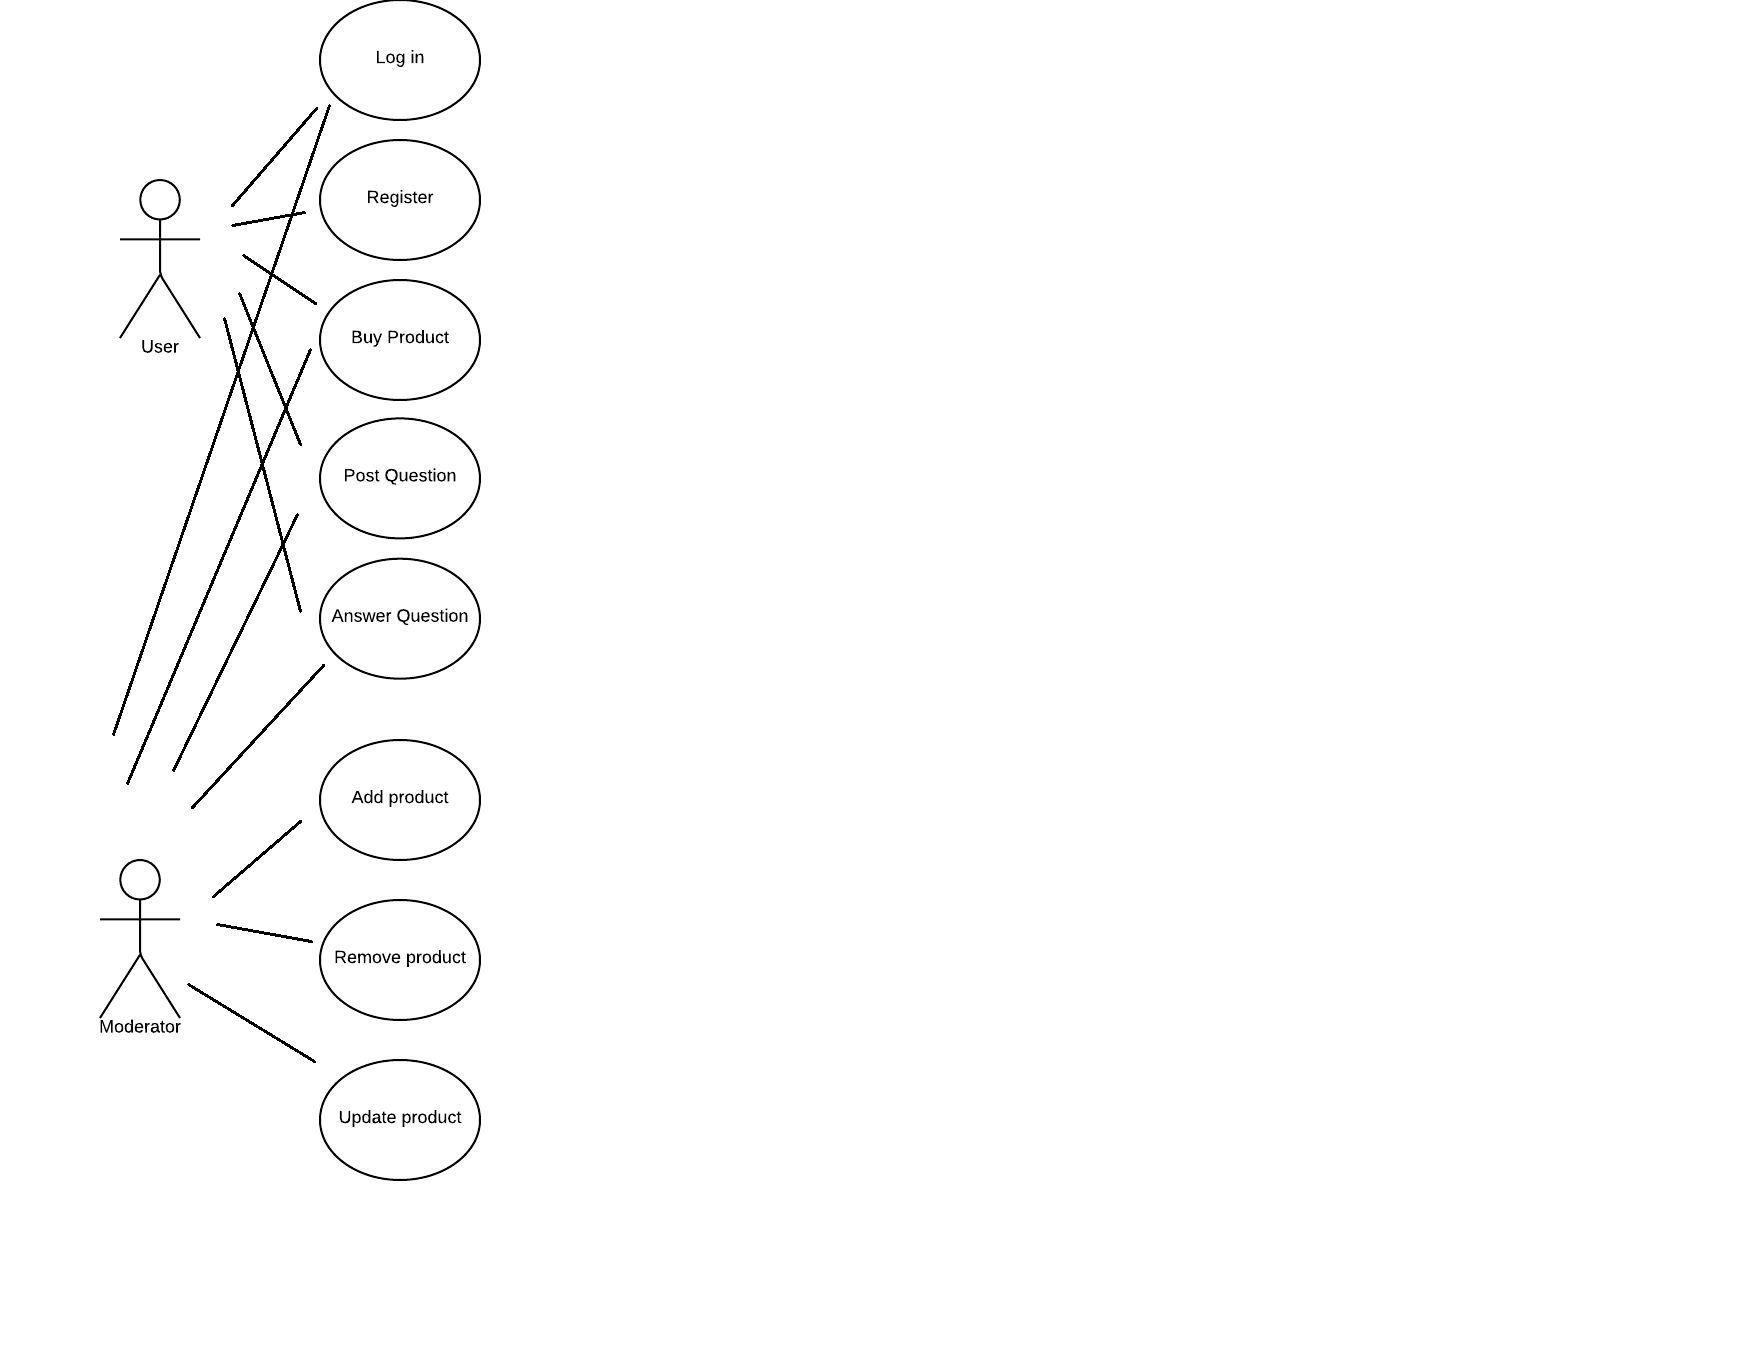 Log in
Register
User
Buy Product
Post Question
Answer Question
Add product
Remove product
Moderator
Update product